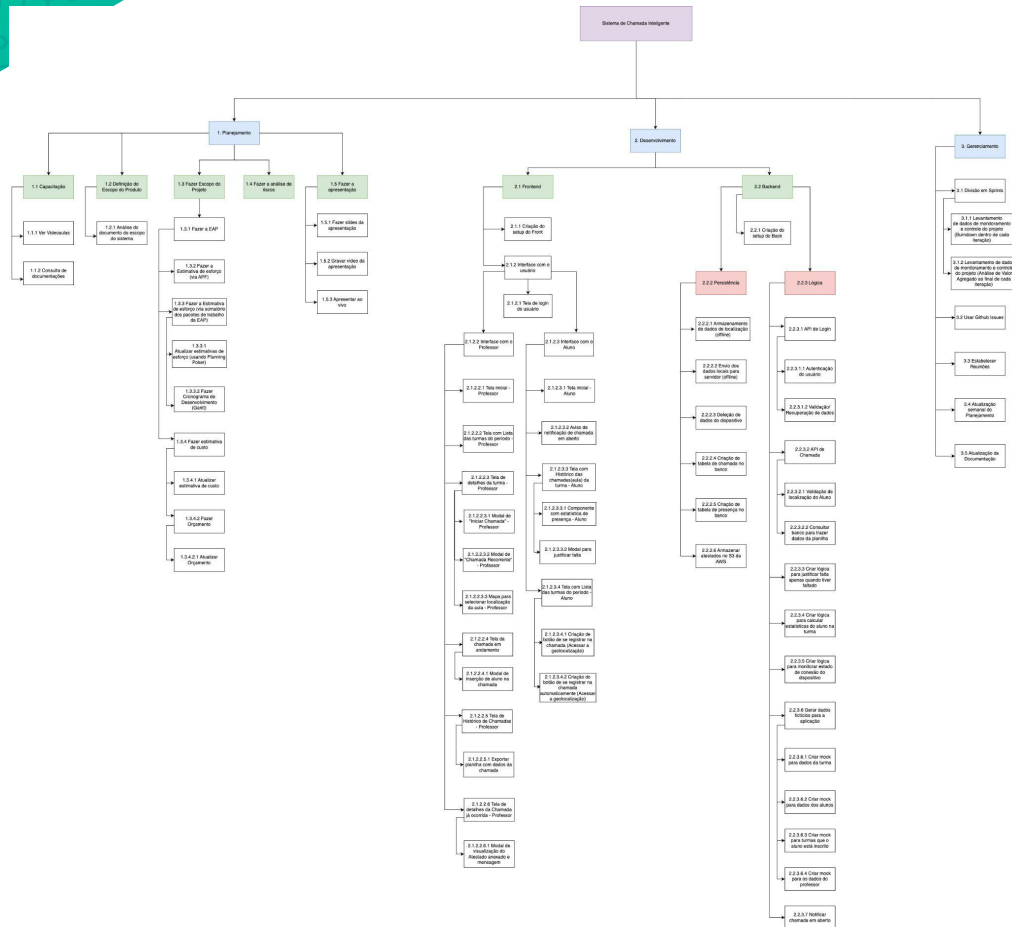 Sistema de Chamada Inteligente
1. Planejamento
2. Desenvolvimento
3. Gerenciamento
1.1 Capacitação
1.1.1 Ver Videoaulas
1.1.2 Consulta de
documentações
1.2 Definição do
Escopo do Produto
1.2.1 Análise do
documento de escopo
do sistema
1.3 Fazer Escopo do
Projeto
1.3.1 Fazer a EAP
1.3.2 Fazer a
Estimativa de esforço
(via APF)
1.3.3 Fazer a Estimativa
de esforço (via somatório
dos pacotes de trabalho
da EAP)
1.3.3.1
Atualizar estimativas de
esforço (usando Planning
Poker)
1.3.3.2 Fazer
Cronograma de
Desenvolvimento
(Gantt)
1.3.4 Fazer estimativa
de custo
1.3.4.1 Atualizar
estimativa de custo
1.3.4.2 Fazer
Orçamento
1.3.4.2.1 Atualizar
Orçamento
1.4 Fazer a análise de
riscos
1.5 Fazer a
apresentação
1.5.1 Fazer slides da
apresentação
1.5.2 Gravar vídeo da
apresentação
1.5.3 Apresentar ao
vivo
2.1 Frontend
2.1.1 Criação do
setup do Front
2.1.2 Interface com o
usuário
2.1.2.1 Tela de login
do usuário
2.1.2.2 Interface com o
Professor
2.1.2.2.1 Tela inicial -
Professor
2.1.2.2.2 Tela com Lista
das turmas do período -
Professor
2.1.2.2.3 Tela de
detalhes da turma -
Professor
2.1.2.2.3.1 Modal de
"Iniciar Chamada" -
Professor
2.1.2.2.3.2 Modal de
"Chamada Recorrente" -
Professor
2.1.2.2.3.3 Mapa para
selecionar localização
da aula - Professor
2.1.2.2.4 Tela da
chamada em
andamento
2.1.2.2.4.1 Modal de
inserção de aluno na
chamada
2.1.2.2.5 Tela de
Histórico de Chamadas
- Professor
2.1.2.2.5.1 Exportar
planilha com dados da
chamada
2.1.2.2.6 Tela de
detalhes da Chamada
já ocorrida - Professor
2.1.2.2.6.1 Modal de
visualização do
Atestado anexado e
mensagem
2.1.2.3 Interface com o
Aluno
2.1.2.3.1 Tela inicial -
Aluno
2.1.2.3.2 Aviso de
notificação de chamada
em aberto
2.1.2.3.3 Tela com
Histórico das
chamadas(aula) da
turma - Aluno
2.1.2.3.3.1 Componente
com estatística de
presença - Aluno
2.1.2.3.3.2 Modal para
justificar falta
2.1.2.3.4 Tela com Lista
das turmas do período -
Aluno
2.1.2.3.4.1 Criação de
botão de se registrar na
chamada (Acessar a
geolocalização)
2.1.2.3.4.2 Criação do
botão de se registrar na
chamada
automaticamente (Acessar
a geolocalização)
2.2 Backend
2.2.1 Criação do
setup do Back
2.2.2 Persistência
2.2.2.1 Armazenamento
de dados de localização
(offline)
2.2.2.2 Envio dos
dados locais para
servidor (offline)
2.2.2.3 Deleção de
dados do dispositivo
2.2.2.4 Criação de
tabela de chamada no
banco
2.2.2.5 Criação de
tabela de presença no
banco
2.2.2.6 Armazenar
atestados no S3 da
AWS
2.2.3 Lógica
2.2.3.1 API de Login
2.2.3.1.1 Autenticação
do usuário
2.2.3.1.2 Validação/
Recuperação de dados
2.2.3.2 API de
Chamada
2.2.3.2.1 Validação de
localização do Aluno
2.2.3.2.2 Consultar
banco para trazer
dados da planilha
2.2.3.3 Criar lógica
para justificar falta
apenas quando tiver
faltado
2.2.3.4 Criar lógica
para calcular
estatísticas do aluno na
turma
2.2.3.5 Criar lógica
para monitorar estado
de conexão do
dispositivo
2.2.3.6 Gerar dados
fictícios para a
aplicação
2.2.3.6.1 Criar mock
para dados da turma
2.2.3.6.2 Criar mock
para dados dos alunos
2.2.3.6.3 Criar mock
para turmas que o
aluno está inscrito
2.2.3.6.4 Criar mock
para os dados do
professor
2.2.3.7 Notificar
chamada em aberto
3.1 Divisão em Sprints
3.1.1 Levantamento
de dados de monitoramento
e controle do projeto
(Burndown dentro de cada
iteração)
3.1.2 Levantamento de dados
de monitoramento e controle
do projeto (Análise de Valor
Agregado ao final de cada
iteração)
3.2 Usar Github Issues
3.3 Estabelecer
Reuniões
3.4 Atualização
semanal do
Planejamento
3.5 Atualização da
Documentação